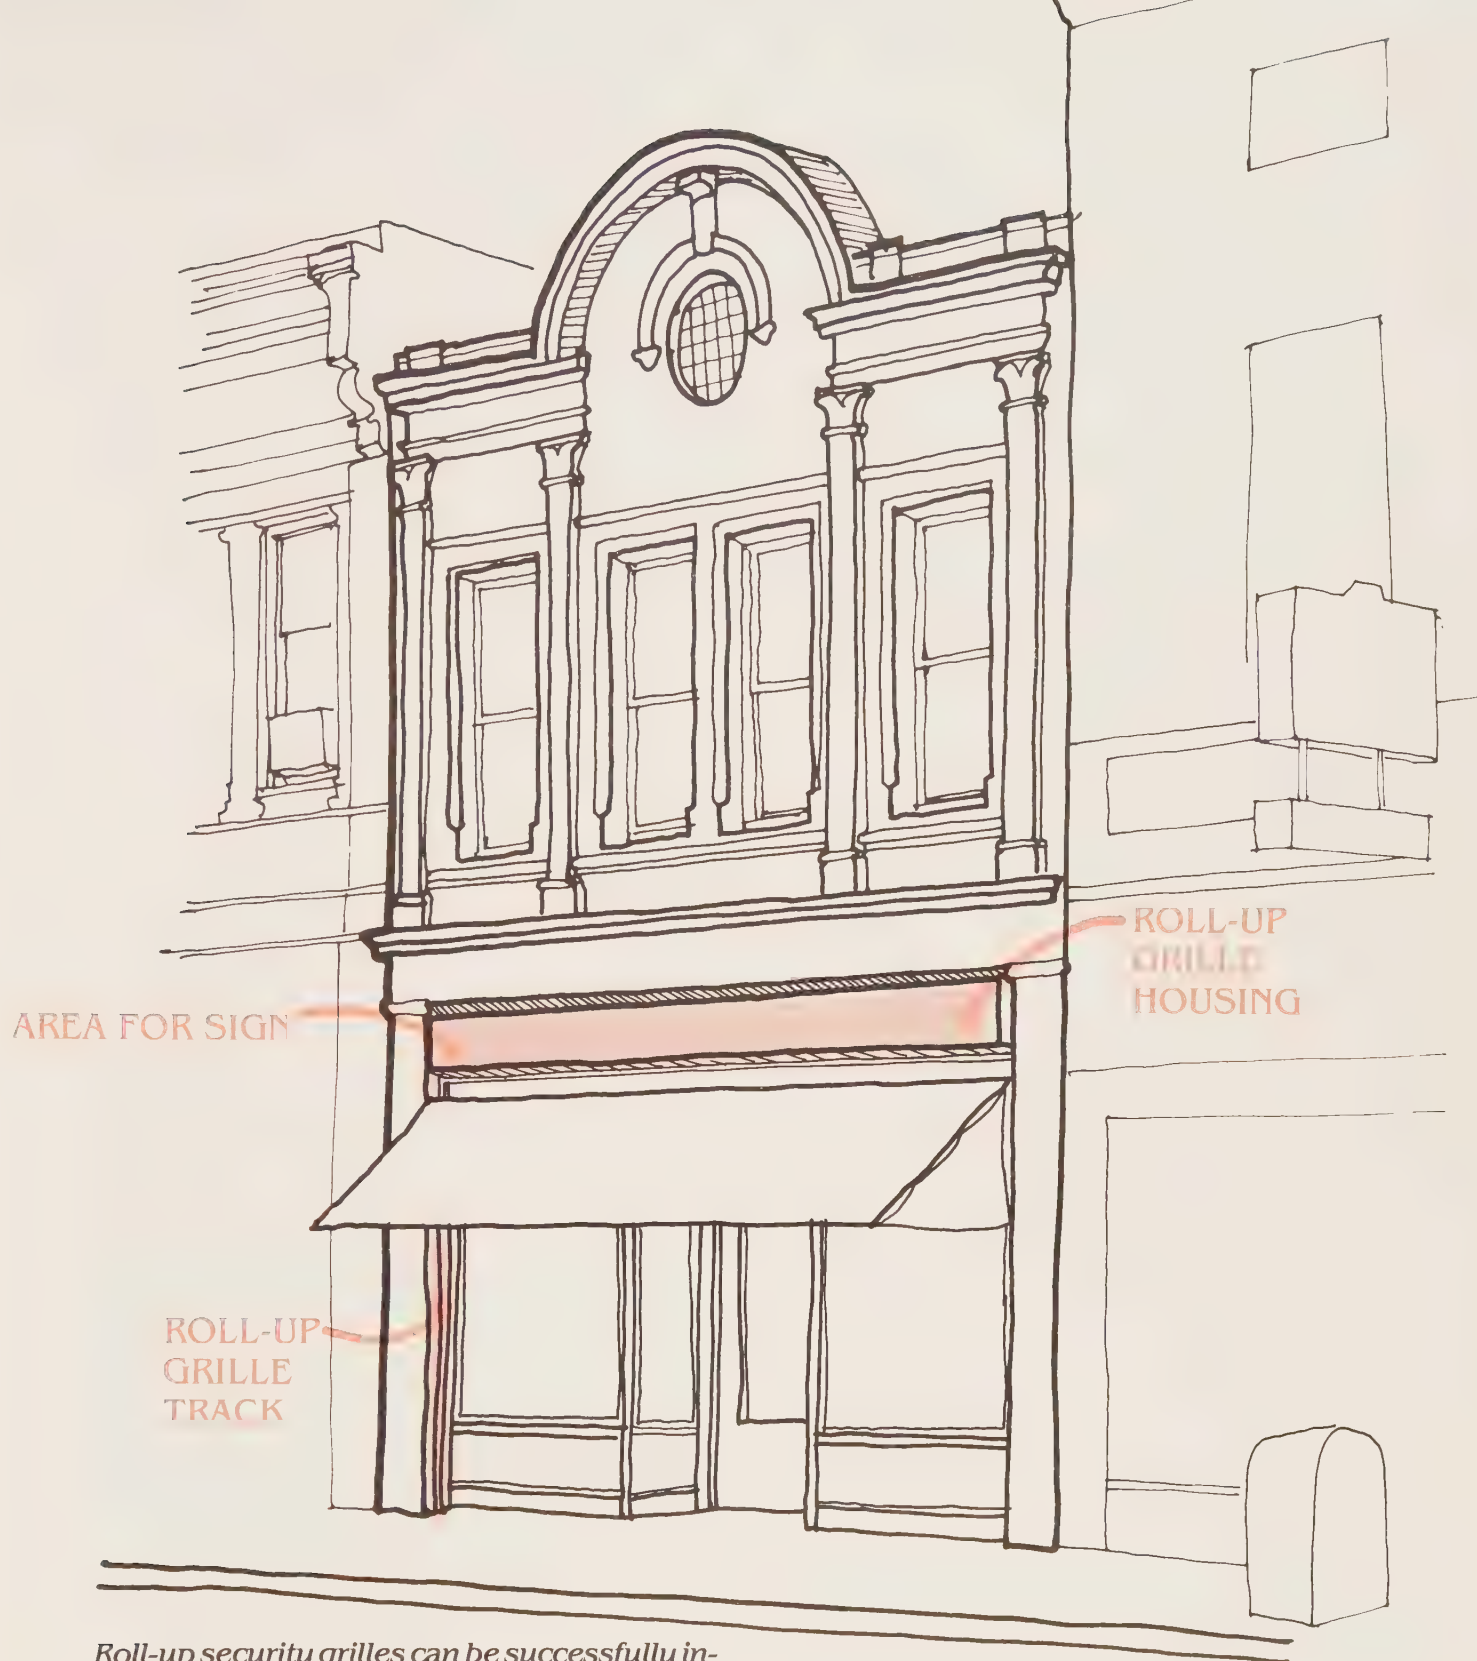 ROLL-UP
GRILLE
HOUSING
AREA FOR SIGN
ROLL-UP
GRILLE
TRACK
Roll-up security grilles can be successfully in-